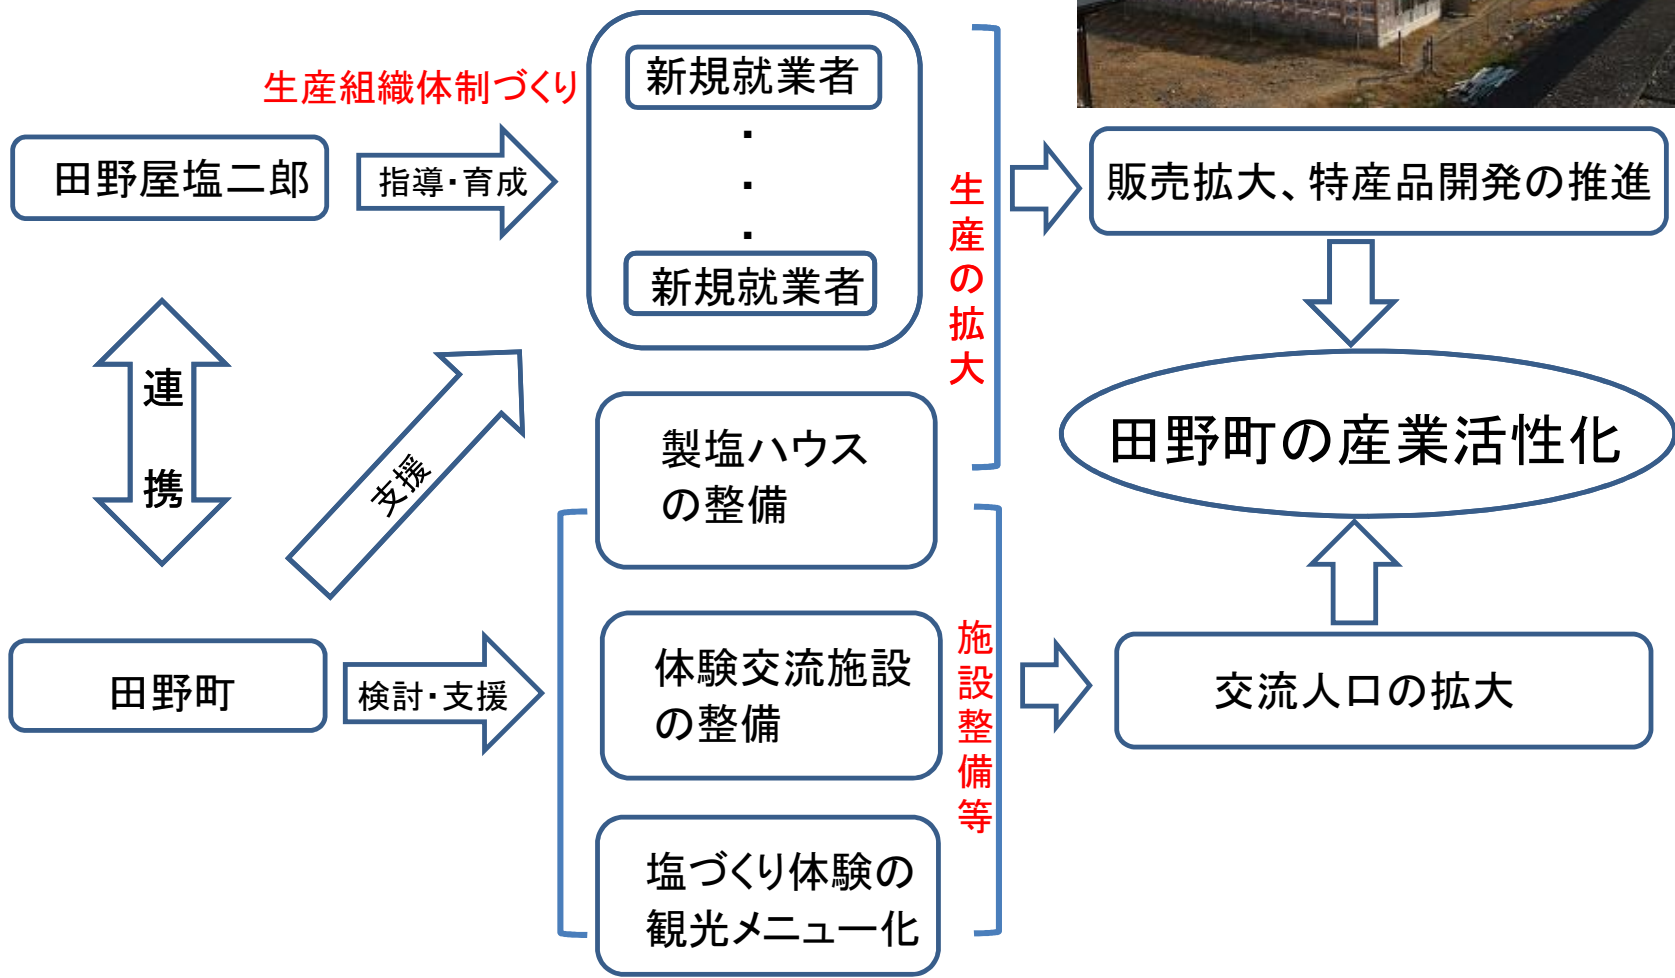 生産組織体制づくり
新規就業者
・
・
・
新規就業者
田野屋塩二郎
指導・育成
生産の拡大
販売拡大、特産品開発の推進
連携
支援
製塩ハウス
の整備
田野町の産業活性化
田野町
検討・支援
体験交流施設
の整備
施設整備等
交流人口の拡大
塩づくり体験の
観光メニュー化